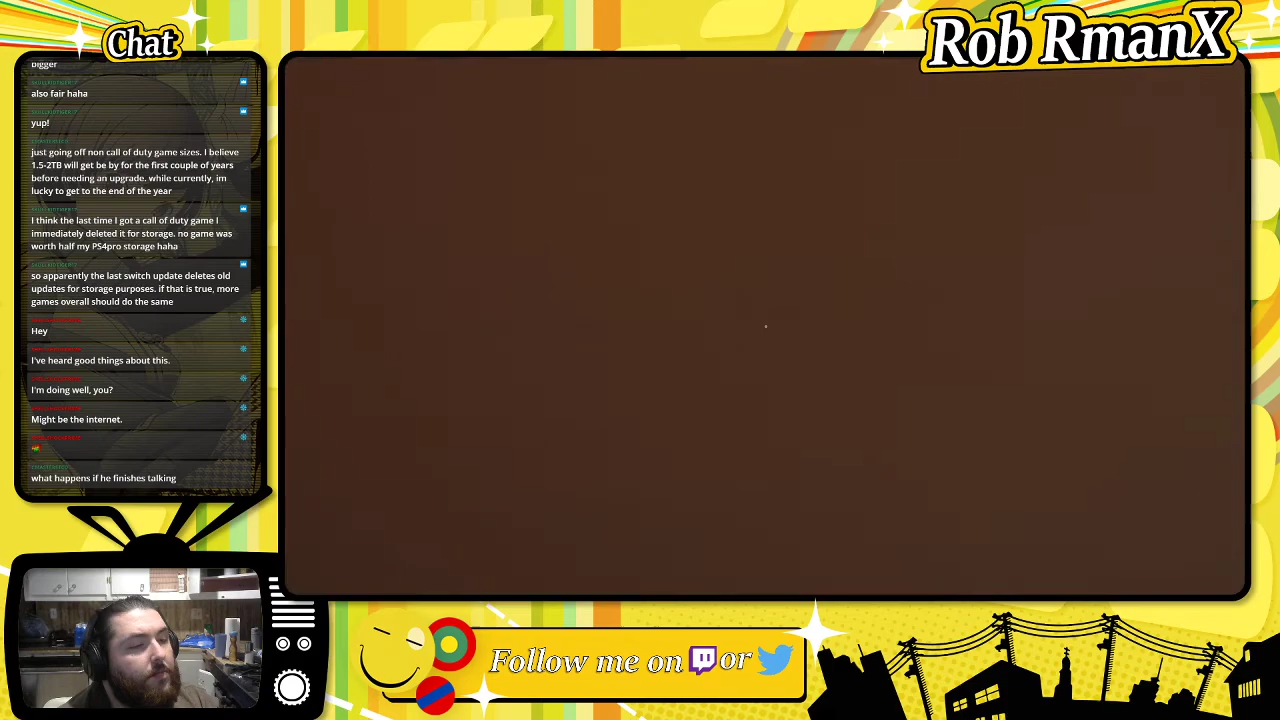 Chat
Rob RmanX
Bigger
also fair haha
yup!
just going off mw call of duty game sizes. I believe
1.5-2TB will get be by for the first couple of years
before needing an upgrade. while currently, im
lucky to get to the end of the year
I think the last time I got a call of duty game I
immediately deleted it for storage. no game was
worth half my PS4pro storage haha
so apparently the last switch update deletes old
updates for storage purposes. if that is true, more
games overall should do the same
Hey
I've heard good things about this.
I'm doing well, you?
Might be the internet.
what happens if he finishes talking
Follow me on or